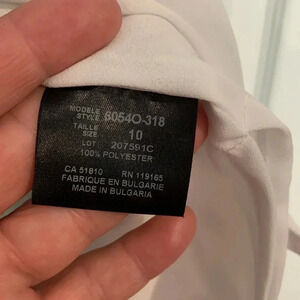 MODELE
STYLE 6054O-318
TAILLE
SIZE 10
LOT 207591C
100% POLYESTER
CA 51810 RN 119165
FABRIQUE EN BULGARIE
MADE IN BULGARIA